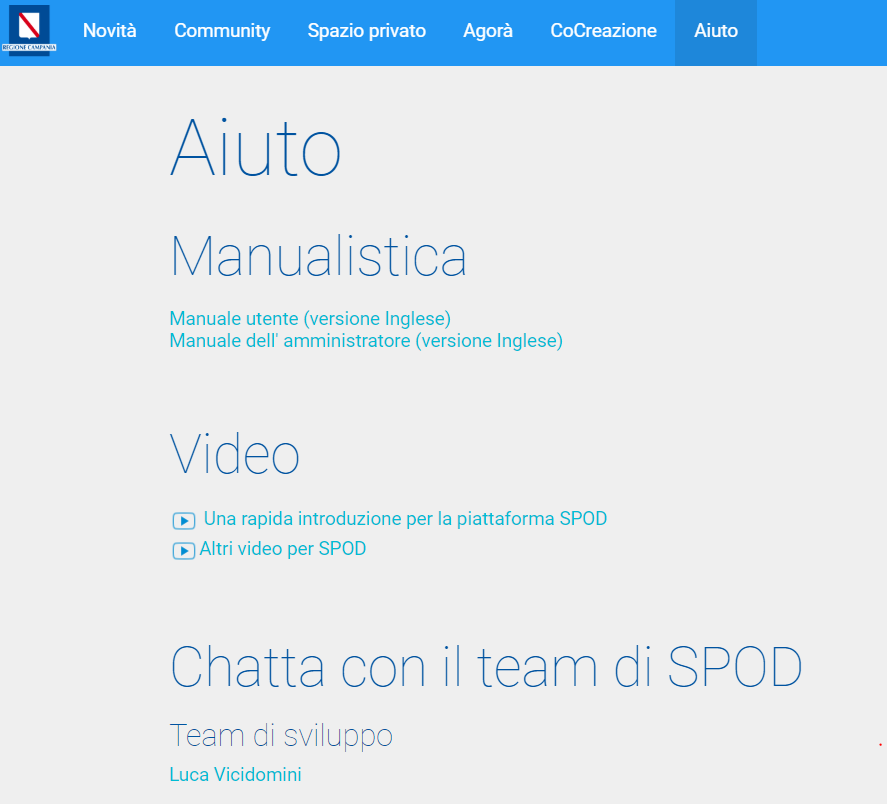 REGIONE CAMPANIA
Novità Community Spazio privato Agorà CoCreazione Aiuto
Aiuto
Manualistica
Manuale utente (versione Inglese)
Manuale dell' amministratore (versione Inglese)
Video
Una rapida introduzione per la piattaforma SPOD
Altri video per SPOD
Chatta con il team di SPOD
Team di sviluppo
Luca Vicidomini